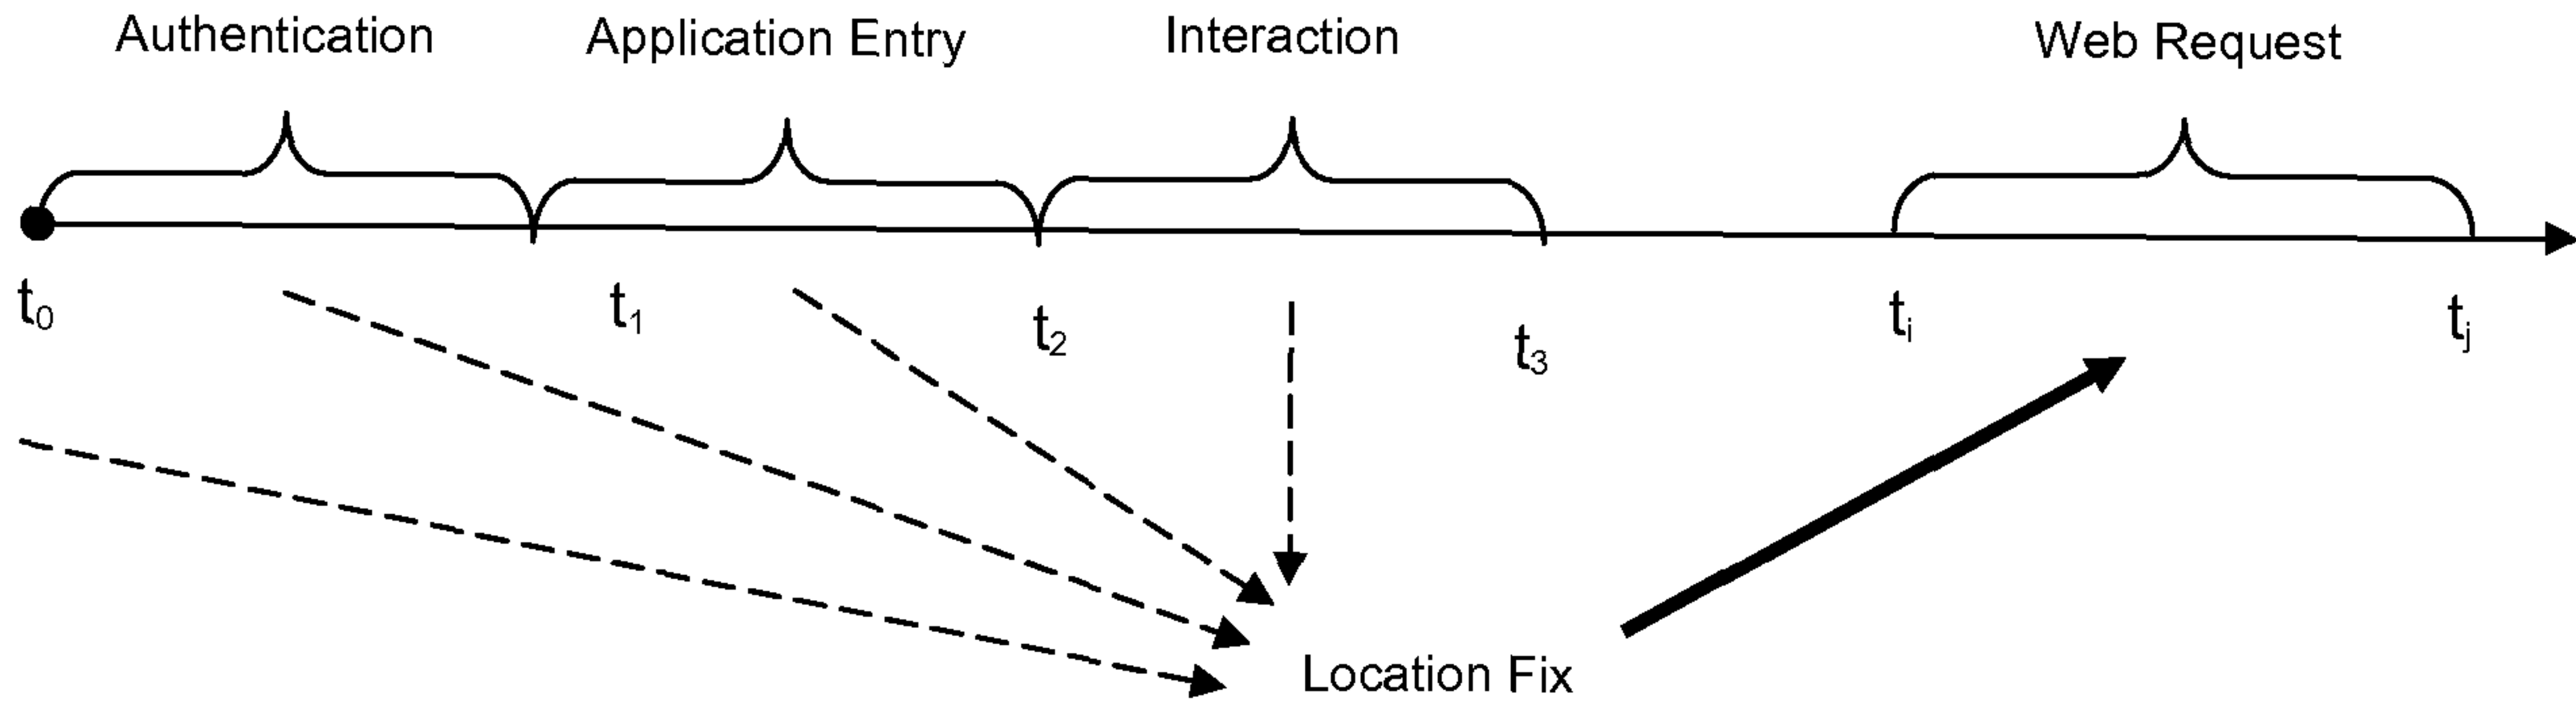 Authentication
Application Entry
Interaction
Web Request
t₀
t₁
t₂
t₃
tᵢ
tⱼ
Location Fix